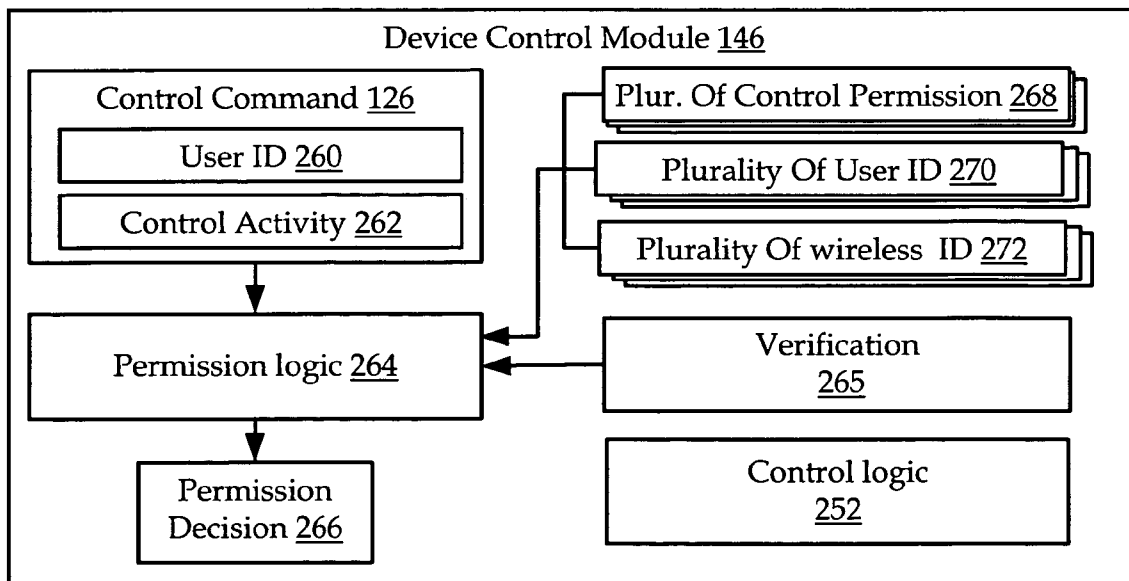 Device Control Module 146
Control Command 126
User ID 260
Control Activity 262
Plur. Of Control Permission 268
Plurality Of User ID 270
Plurality Of wireless ID 272
Permission logic 264
Verification
265
Permission
Decision 266
Control logic
252